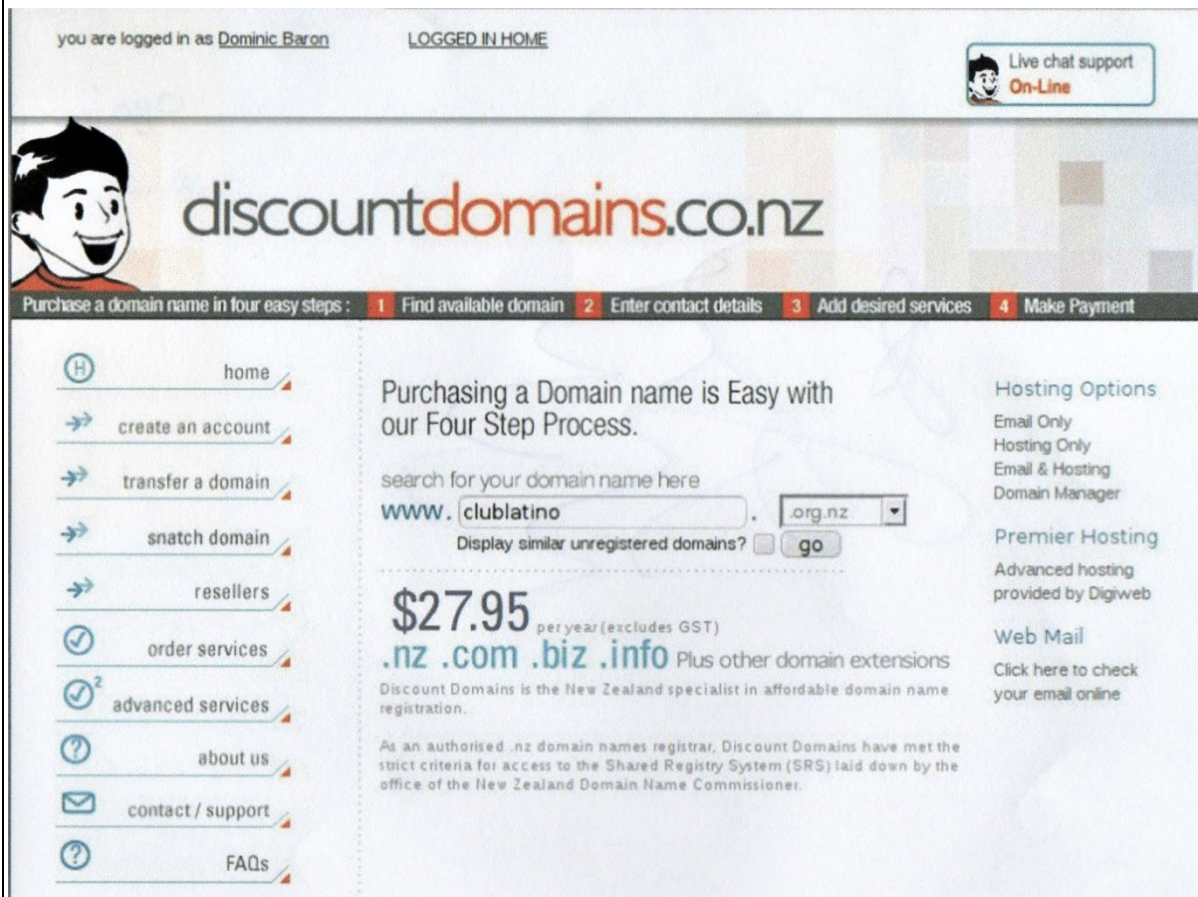 you are logged in as Dominic Baron
LOGGED IN HOME
Live chat support
On-Line
discountdomains.co.nz
Purchase a domain name in four easy steps : 1 Find available domain 2 Enter contact details 3 Add desired services 4 Make Payment
H home
create an account
transfer a domain
snatch domain
resellers
order services
2 advanced services
? about us
contact / support
? FAQs
Purchasing a Domain name is Easy with
our Four Step Process.
search for your domain name here
www. clublatino . .org.nz
Display similar unregistered domains? go
$27.95 per year (excludes GST)
.nz .com .biz .info Plus other domain extensions
Discount Domains is the New Zealand specialist in affordable domain name
registration.
As an authorised .nz domain names registrar, Discount Domains have met the
strict criteria for access to the Shared Registry System (SRS) laid down by the
office of the New Zealand Domain Name Commissioner.
Hosting Options
Email Only
Hosting Only
Email & Hosting
Domain Manager
Premier Hosting
Advanced hosting
provided by Digiweb
Web Mail
Click here to check
your email online